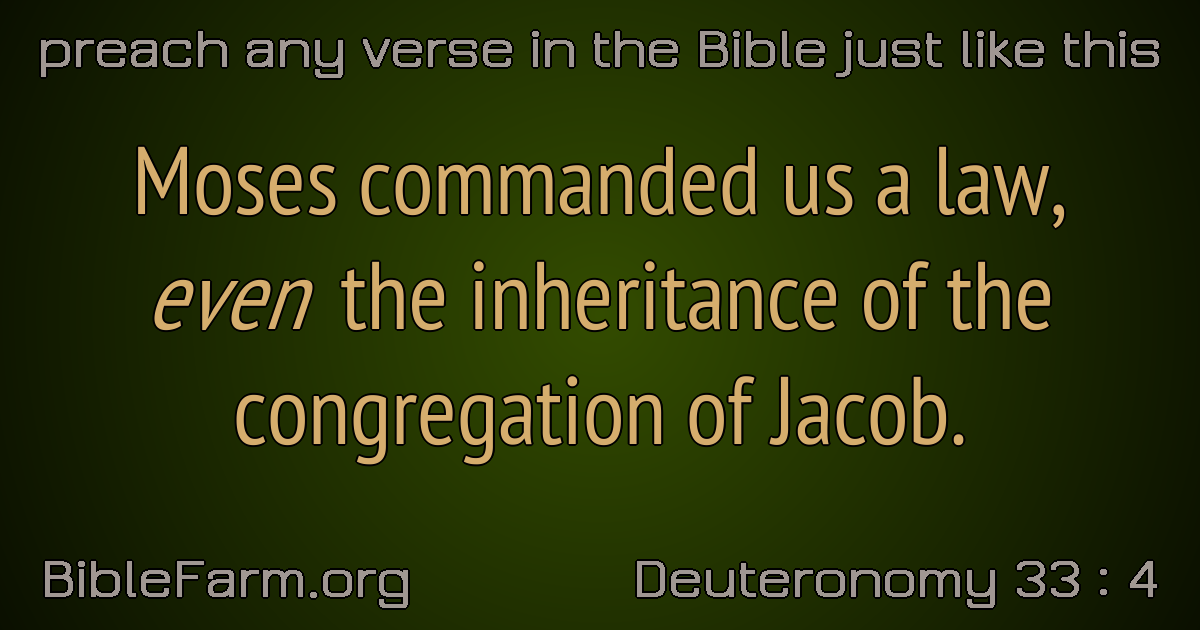 preach any verse in the Bible just like this
Moses commanded us a law,
even the inheritance of the
congregation of Jacob.
BibleFarm.org
Deuteronomy 33 : 4